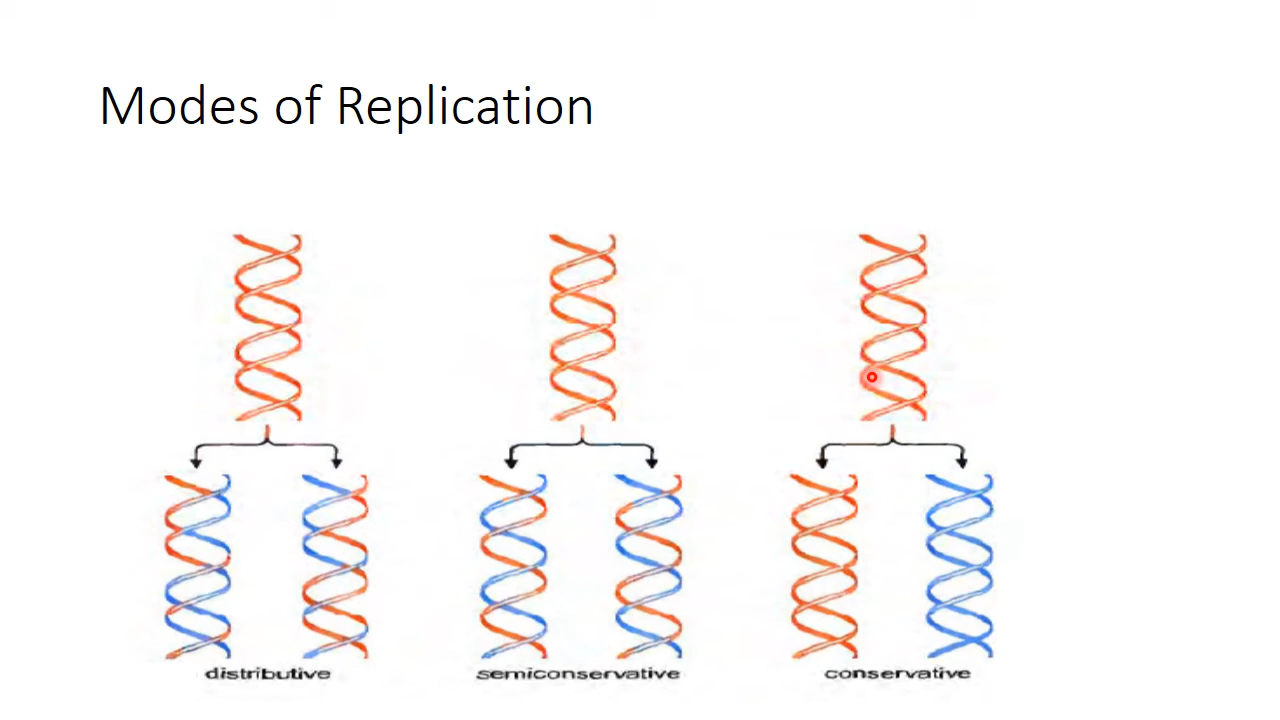 Modes of Replication
distributive
semiconservative
conservative